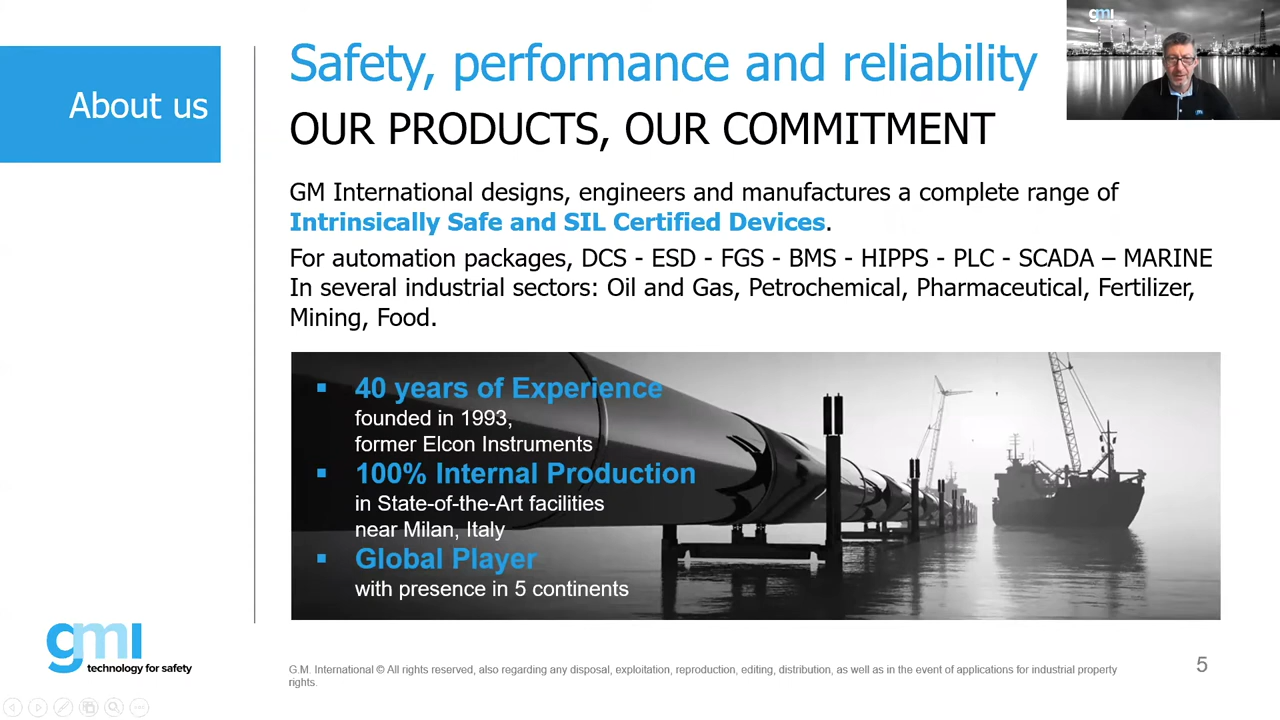 gmi
About us
Safety, performance and reliability
OUR PRODUCTS, OUR COMMITMENT
GM International designs, engineers and manufactures a complete range of
Intrinsically Safe and SIL Certified Devices.
For automation packages, DCS - ESD - FGS - BMS - HIPPS - PLC - SCADA – MARINE
In several industrial sectors: Oil and Gas, Petrochemical, Pharmaceutical, Fertilizer,
Mining, Food.
▪ 40 years of Experience
founded in 1993,
former Elcon Instruments
▪ 100% Internal Production
in State-of-the-Art facilities
near Milan, Italy
▪ Global Player
with presence in 5 continents
gmi
technology for safety
G.M. International © All rights reserved, also regarding any disposal, exploitation, reproduction, editing, distribution, as well as in the event of applications for industrial property
rights.
5